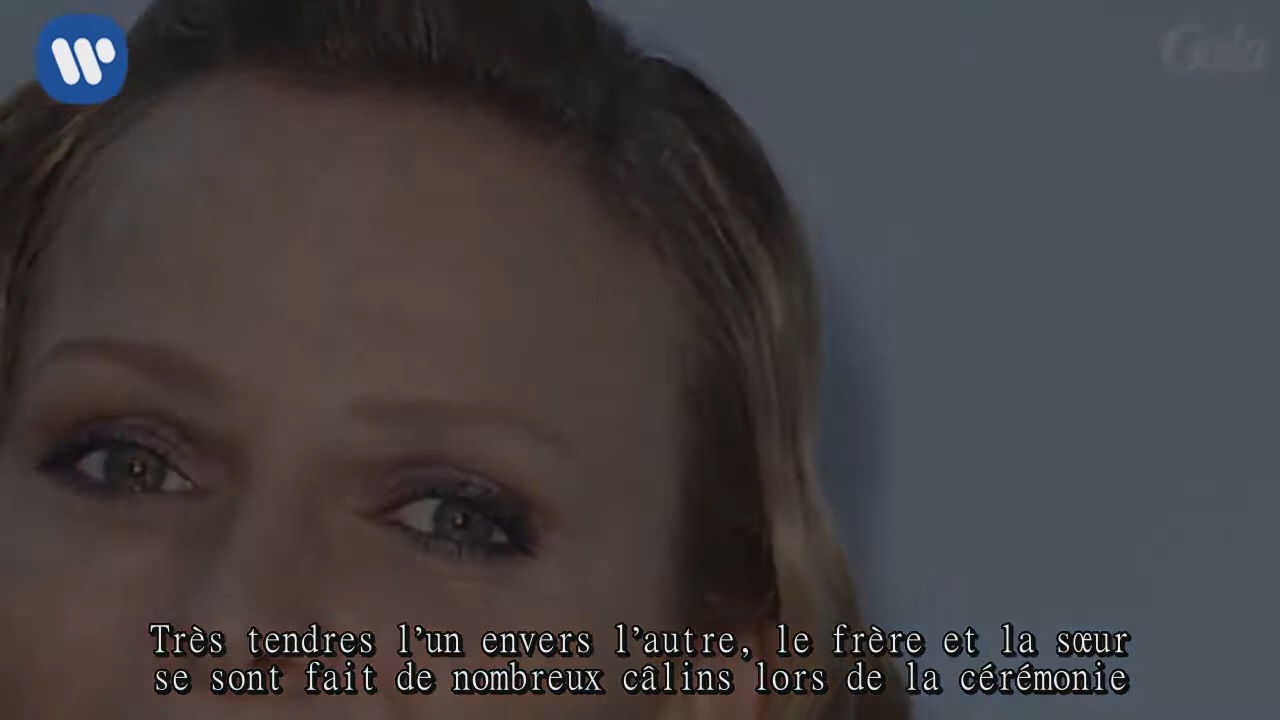 Gala
Très tendres l'un envers l'autre, le frère et la sœur
se sont fait de nombreux câlins lors de la cérémonie